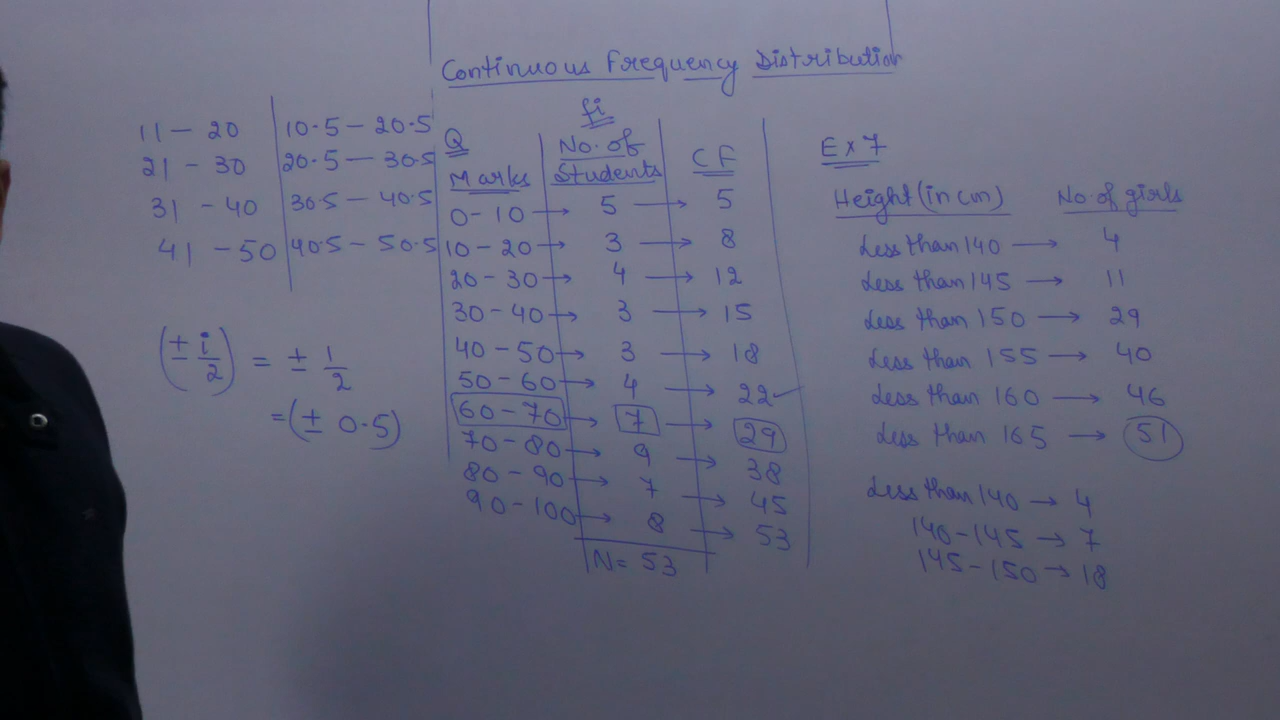 Continuous Frequency Distribution
11 - 20 | 10.5 - 20.5
21 - 30 | 20.5 - 30.5
31 - 40 | 30.5 - 40.5
41 - 50 | 40.5 - 50.5
(± i/2) = ± 1/2
= (± 0.5)
Q
fi
Marks | No. of Students | CF
0-10 → 5 → 5
10-20 → 3 → 8
20-30 → 4 → 12
30-40 → 3 → 15
40-50 → 3 → 18
50-60 → 4 → 22 ✓
60-70 → 7 → 29
70-80 → 9 → 38
80-90 → 7 → 45
90-100 → 8 → 53
N = 53
Ex 7
Height (in cm) No. of girls
Less than 140 → 4
Less than 145 → 11
Less than 150 → 29
Less than 155 → 40
Less than 160 → 46
Less than 165 → 51
Less than 140 → 4
140-145 → 7
145-150 → 18